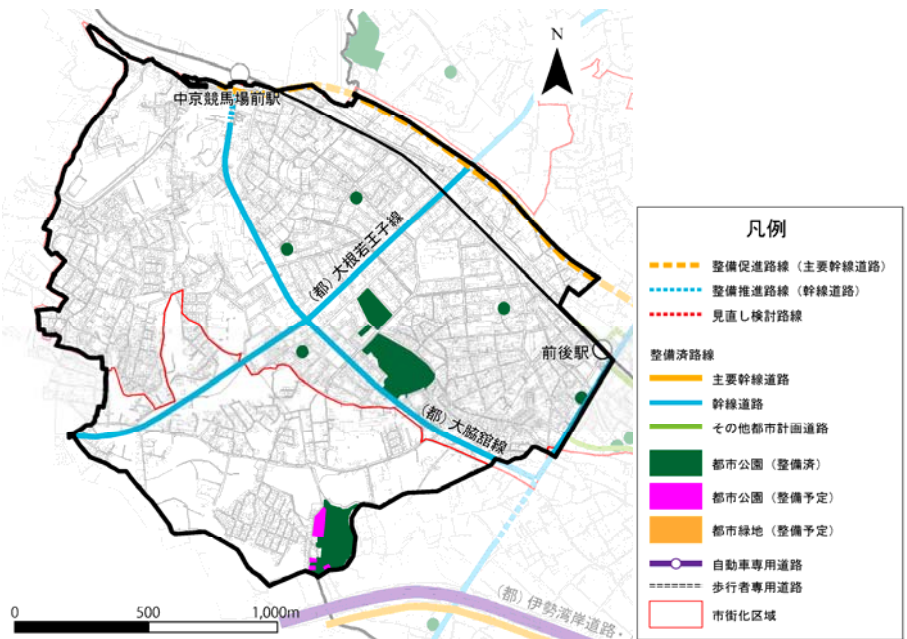 N
中京競馬場前駅
(都) 大根若王子線
前後駅
(都) 大脇舘線
(都) 伊勢湾岸道路・
0 500 1,000m
凡例
整備促進路線（主要幹線道路）
整備推進路線（幹線道路）
見直し検討路線
整備済路線
主要幹線道路
幹線道路
その他都市計画道路
都市公園（整備済）
都市公園（整備予定）
都市緑地（整備予定）
自動車専用道路
歩行者専用道路
市街化区域